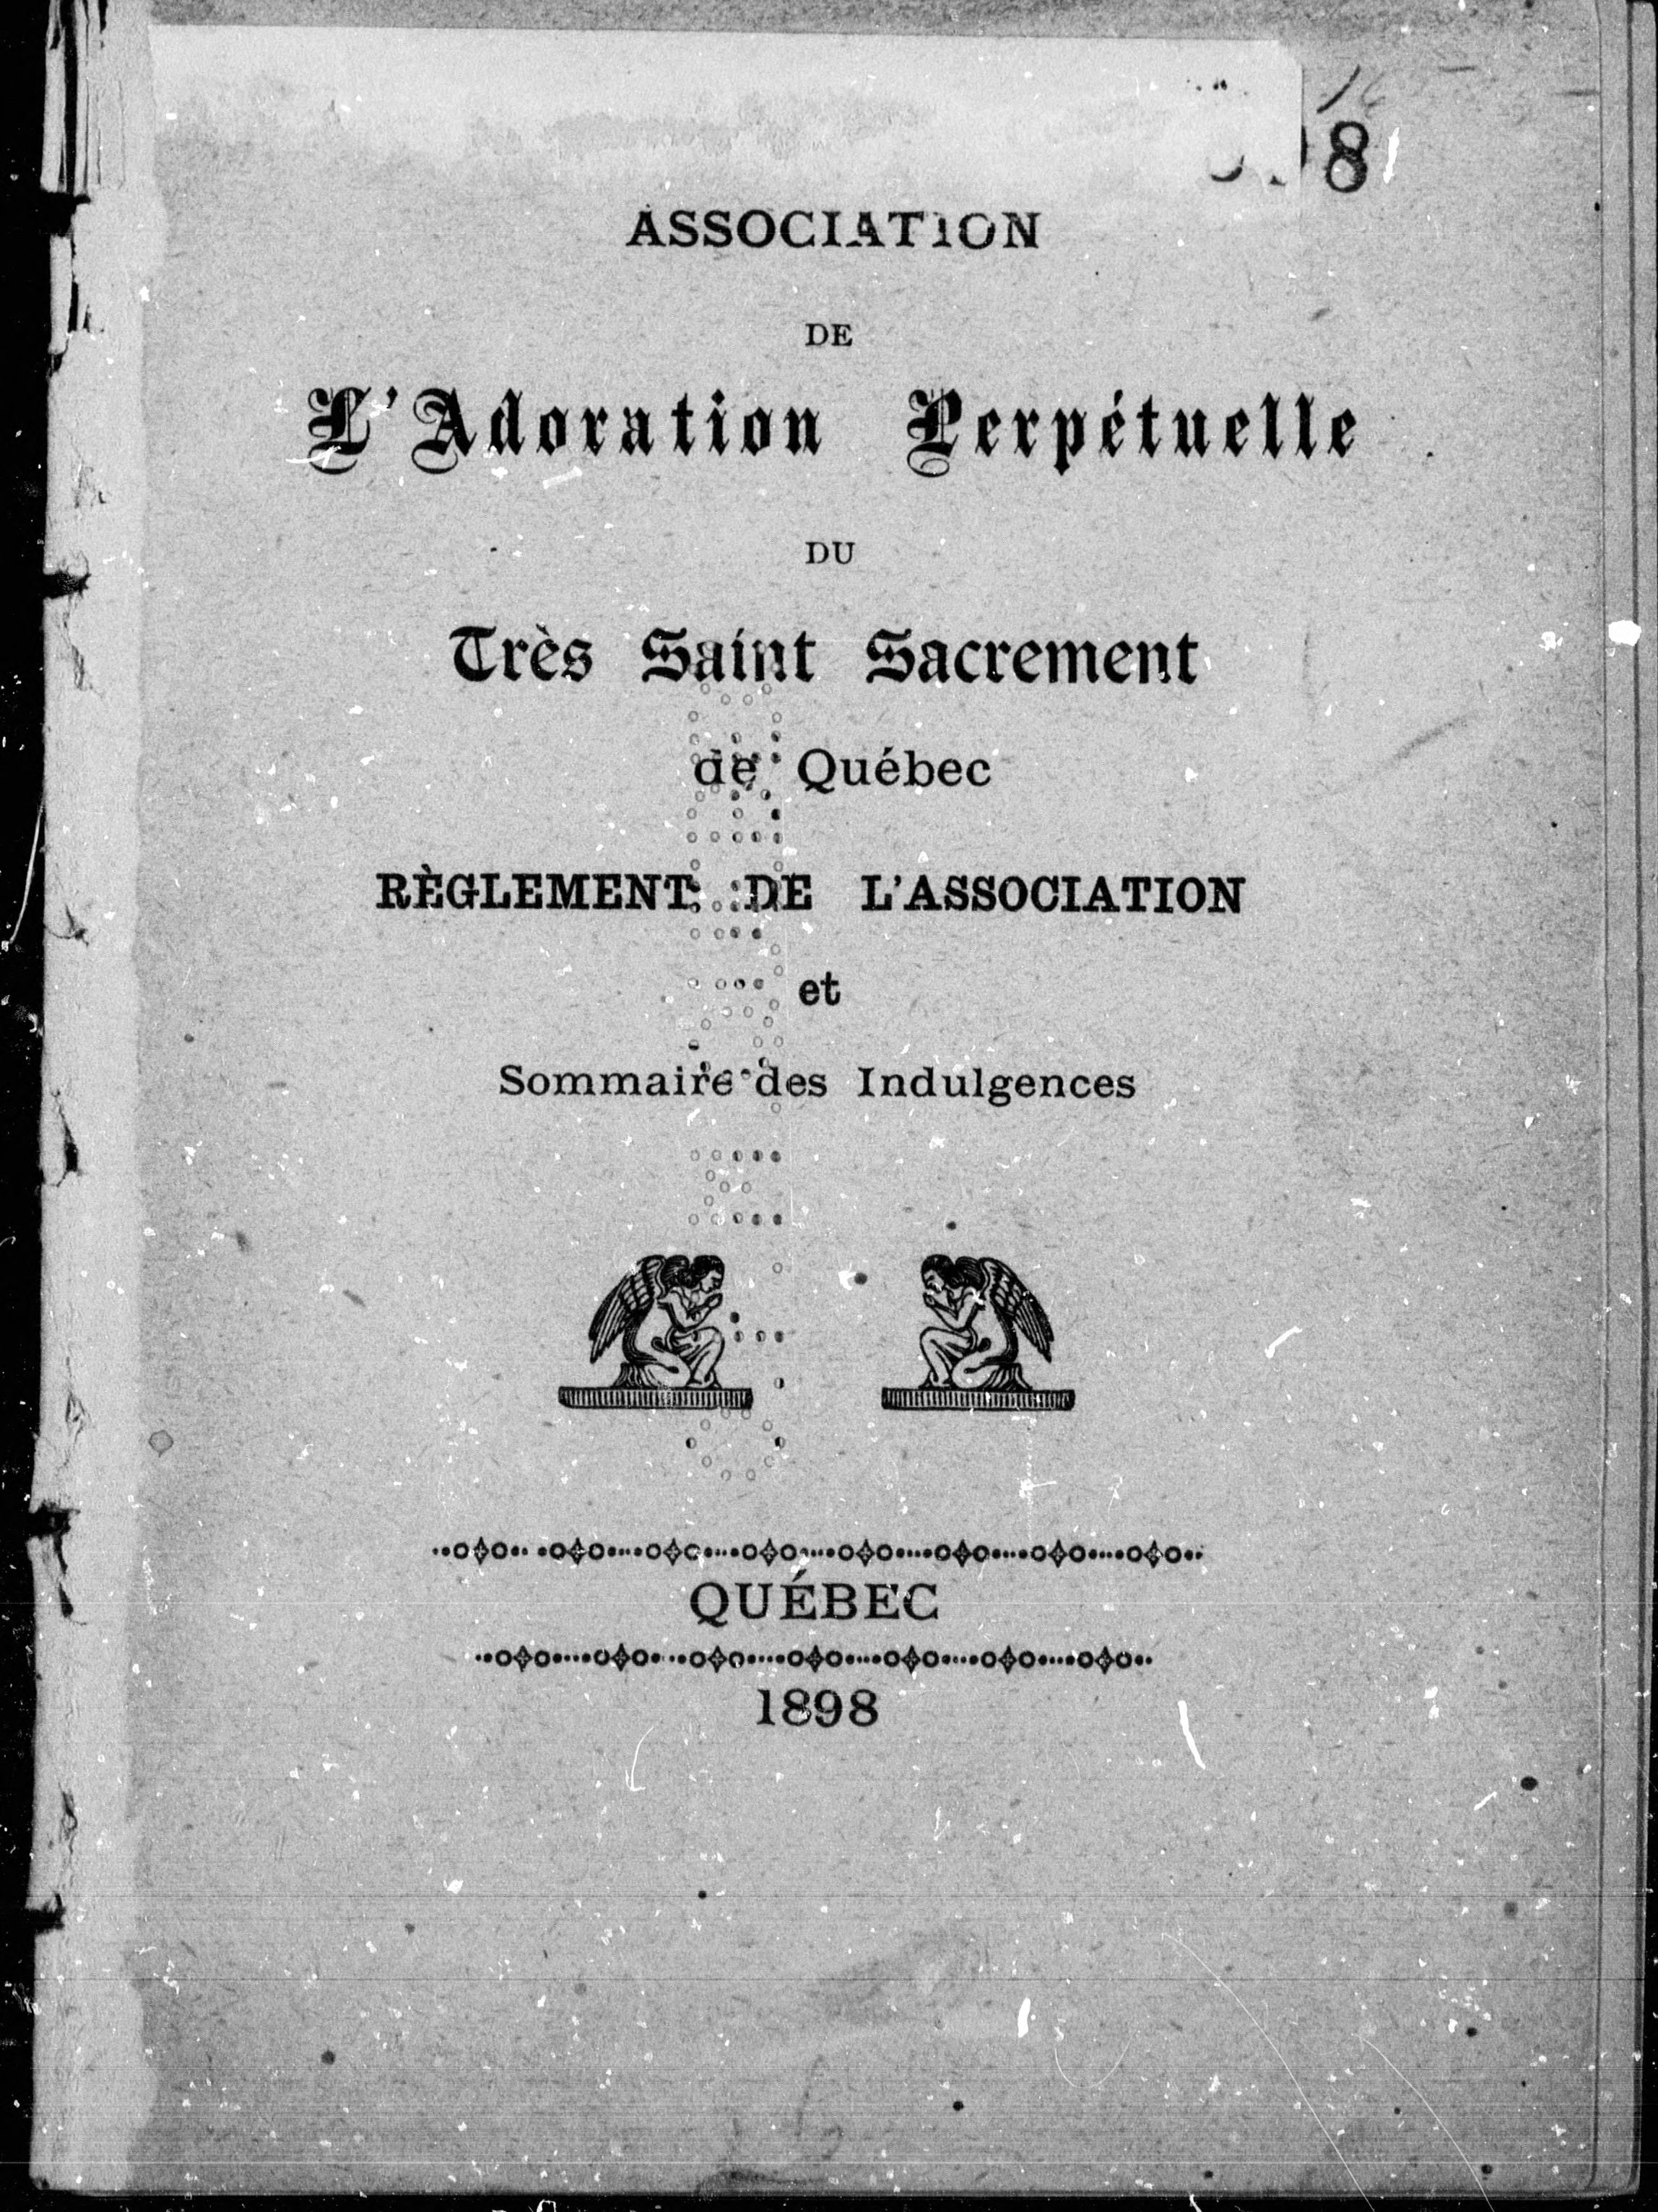 8
ASSOCIATION
DE
L'Adoration Perpétuelle
DU
Très Saint Sacrement
de Québec
RÈGLEMENT DE L'ASSOCIATION
et
Sommaire des Indulgences
QUÉBEC
1898